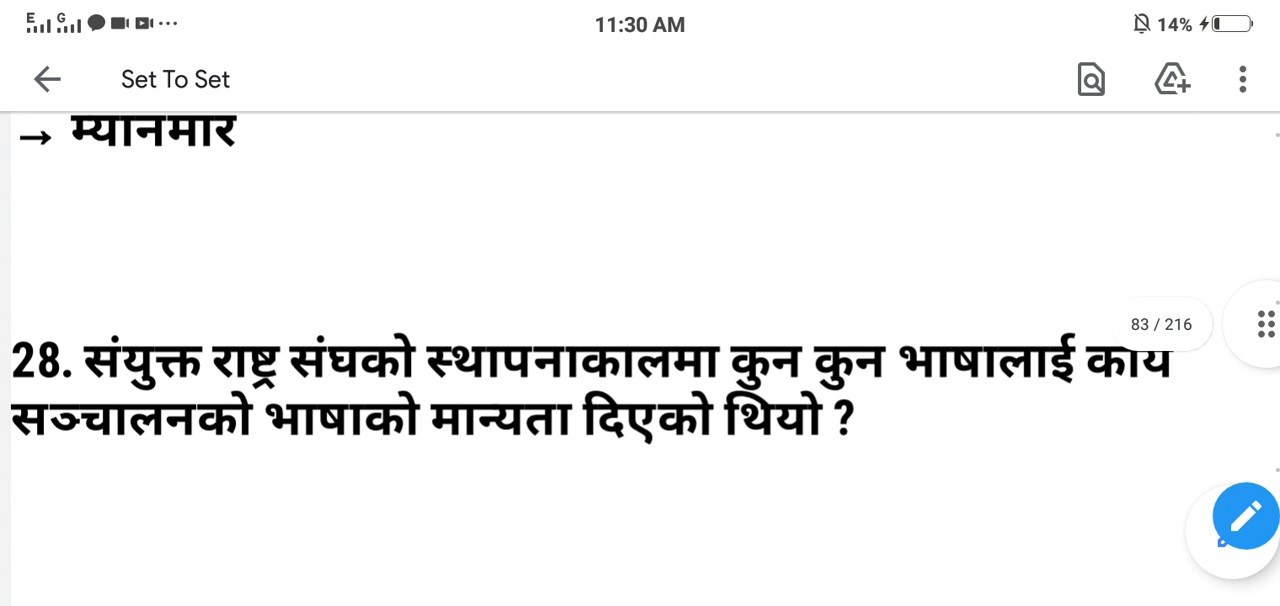 E G 11:30 AM 14%
Set To Set
→ म्यानमार
83 / 216
28. संयुक्त राष्ट्र संघको स्थापनाकालमा कुन कुन भाषालाई कार्य
सञ्चालनको भाषाको मान्यता दिएको थियो ?